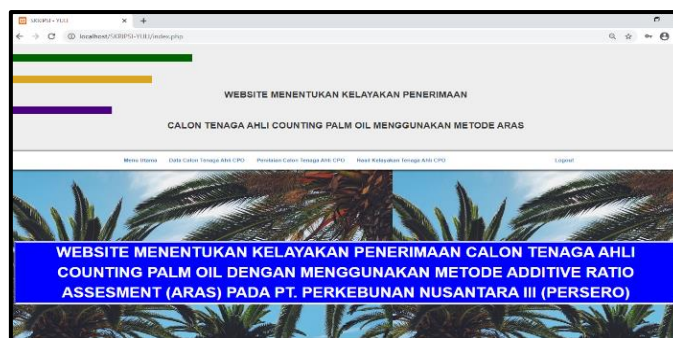 SKRIPSI - YULI
localhost/SKRIPSI-YULI/index.php
WEBSITE MENENTUKAN KELAYAKAN PENERIMAAN
CALON TENAGA AHLI COUNTING PALM OIL MENGGUNAKAN METODE ARAS
Menu Utama Data Calon Tenaga Ahli CPO Penilaian Calon Tenaga Ahli CPO Hasil Kelayakan Tenaga Ahli CPO Logout
WEBSITE MENENTUKAN KELAYAKAN PENERIMAAN CALON TENAGA AHLI
COUNTING PALM OIL DENGAN MENGGUNAKAN METODE ADDITIVE RATIO
ASSESMENT (ARAS) PADA PT. PERKEBUNAN NUSANTARA III (PERSERO)